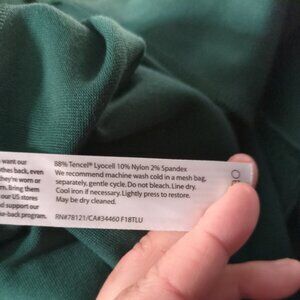 want our
thes back, even
they're worn or
rn. Bring them
our US stores
d support our
e-back program.
88% Tencel® Lyocell 10% Nylon 2% Spandex
We recommend machine wash cold in a mesh bag,
separately, gentle cycle. Do not bleach. Line dry.
Cool iron if necessary. Lightly press to restore.
May be dry cleaned.
RN#78121/CA#34460 F18TLU